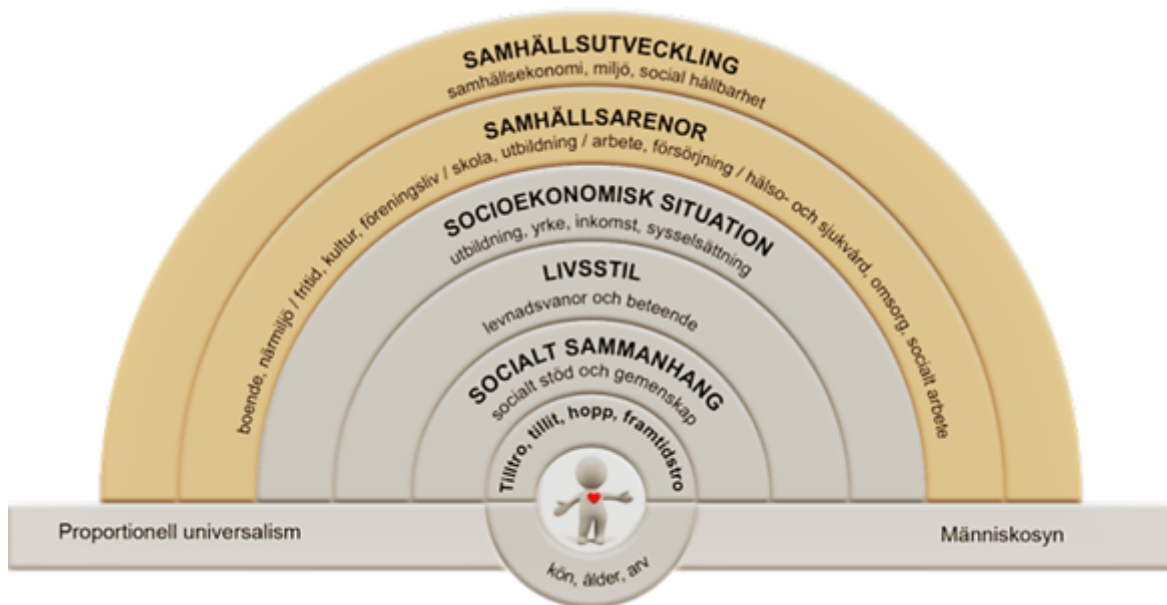 SAMHÄLLSUTVECKLING
samhällsekonomi, miljö, social hållbarhet
SAMHÄLLSARENOR
boende, närmiljö / fritid, kultur, föreningsliv / skola, utbildning / arbete, försörjning / hälso- och sjukvård, omsorg, socialt arbete
SOCIOEKONOMISK SITUATION
utbildning, yrke, inkomst, sysselsättning
LIVSSTIL
levnadsvanor och beteende
SOCIALT SAMMANHANG
socialt stöd och gemenskap
Tilltro, tillit, hopp, framtidstro
Proportionell universalism
Människosyn
kön, ålder, arv